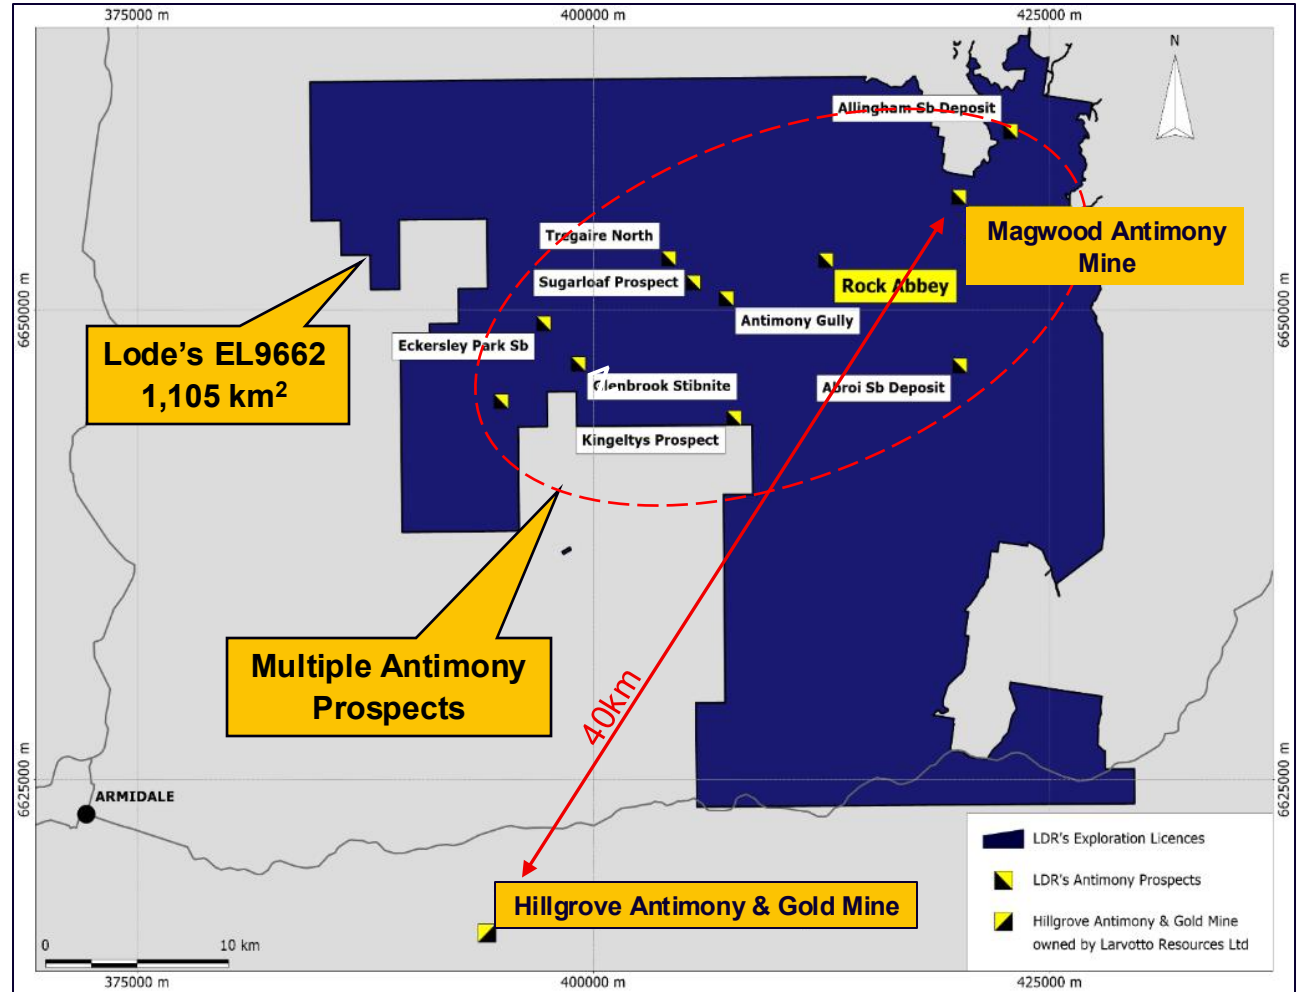 375000 m
400000 m
425000 m
N
Allingham Sb Deposit
Magwood Antimony
Mine
Tregaire North
Sugarloaf Prospect
Rock Abbey
Antimony Gully
6650000 m
6650000 m
Lode's EL9662
1,105 km²
Eckersley Park Sb
Glenbrook Stibnite
Abroi Sb Deposit
Kingeltys Prospect
Multiple Antimony
Prospects
40km
6625000 m
6625000 m
ARMIDALE
LDR's Exploration Licences
LDR's Antimony Prospects
Hillgrove Antimony & Gold Mine
owned by Larvotto Resources Ltd
Hillgrove Antimony & Gold Mine
0
10 km
375000 m
400000 m
425000 m